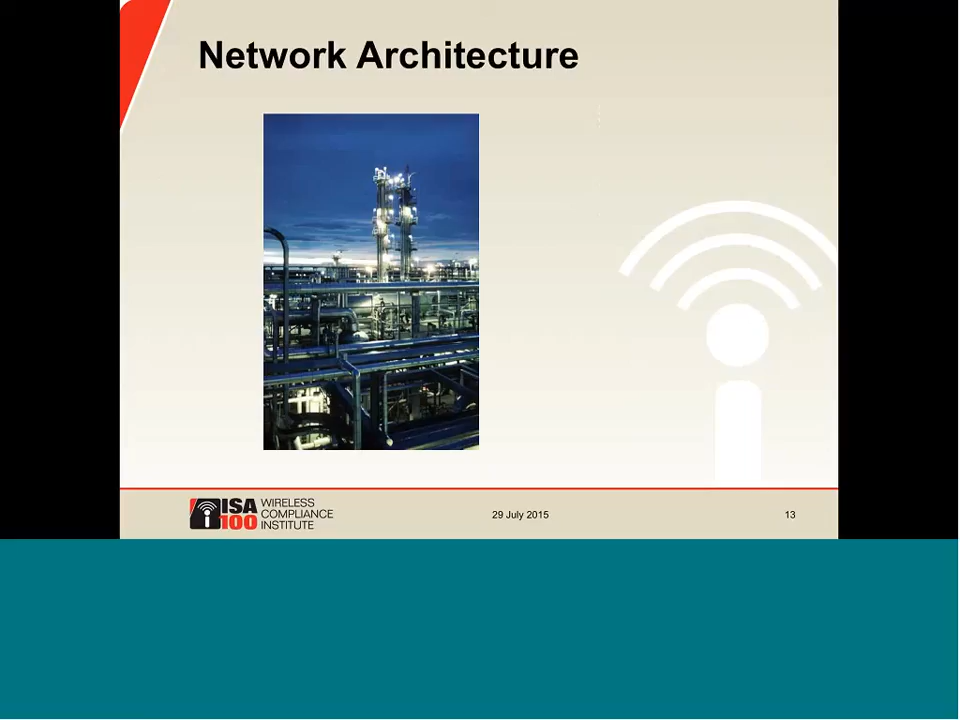 Network Architecture
ISA
100
WIRELESS
COMPLIANCE
INSTITUTE
29 July 2015
13